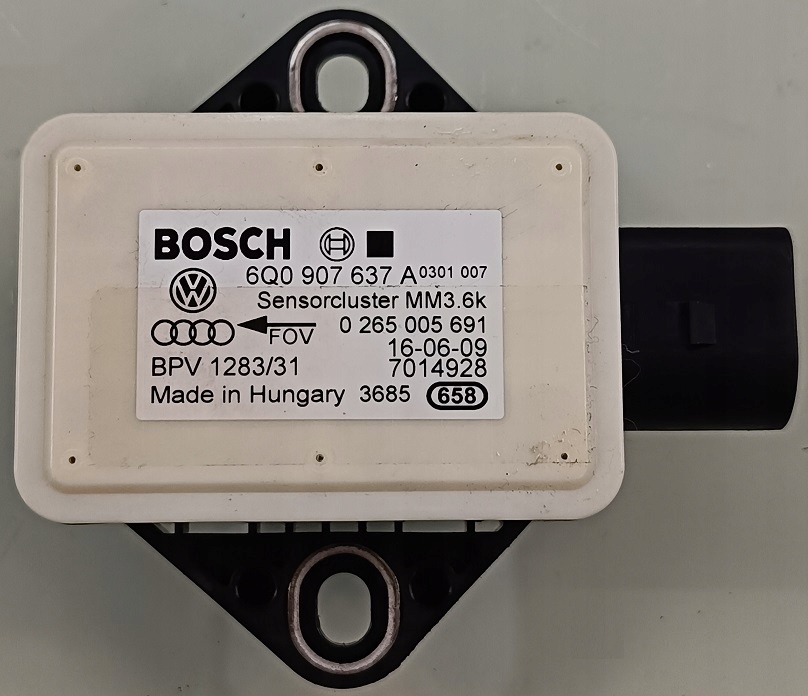 BOSCH
6Q0 907 637 A 0301 007
Sensorcluster MM3.6k
FOV 0 265 005 691
16-06-09
BPV 1283/31 7014928
Made in Hungary 3685 658